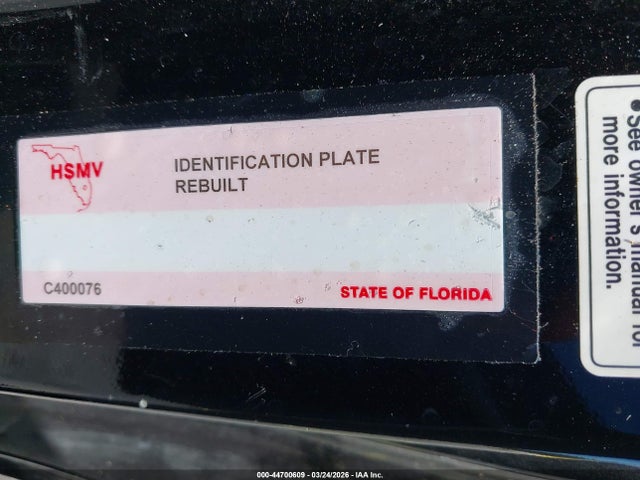 HSMV
IDENTIFICATION PLATE
REBUILT
C400076
STATE OF FLORIDA
•See owner's manual for
more information.
000-44700609 - 03/24/2026 - IAA Inc.